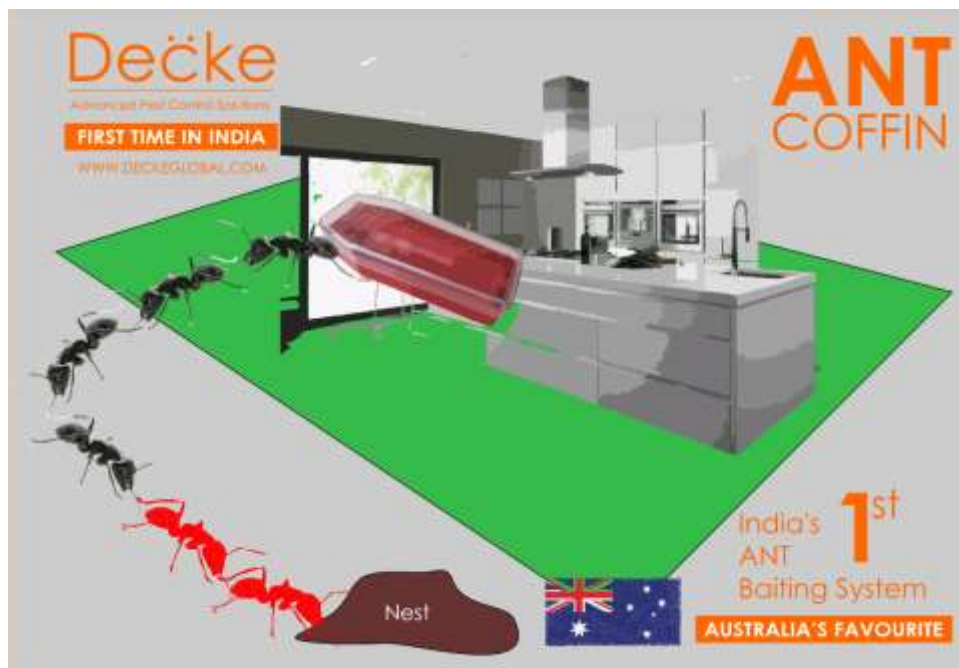 Decke
Advanced Pest Control Solutions
FIRST TIME IN INDIA
WWW.DECKEGLOBAL.COM
ANT
COFFIN
Nest
India's 1st
ANT
Baiting System
AUSTRALIA'S FAVOURITE